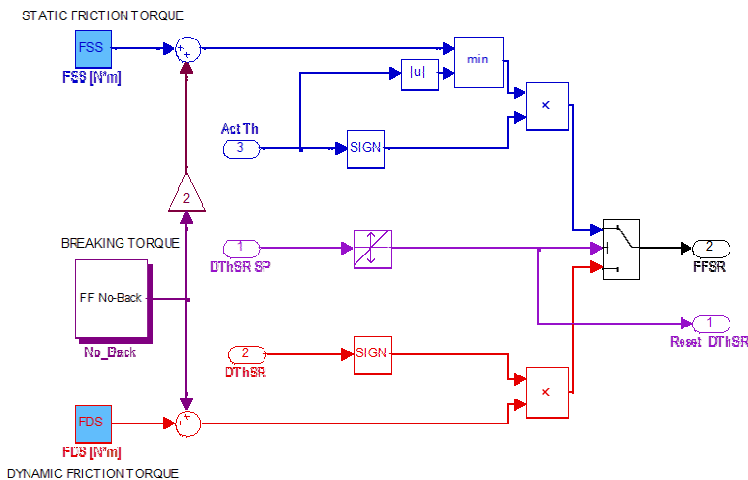 STATIC FRICTION TORQUE
FSS
FSS [N*m]
min
|u|
×
Act Th
3
SIGN
2
BREAKING TORQUE
1
DThSR SP
2
FFSR
FF No-Back
No_Back
1
Reset DThSR
2
DThSR
SIGN
×
FDS
FDS [N*m]
DYNAMIC FRICTION TORQUE